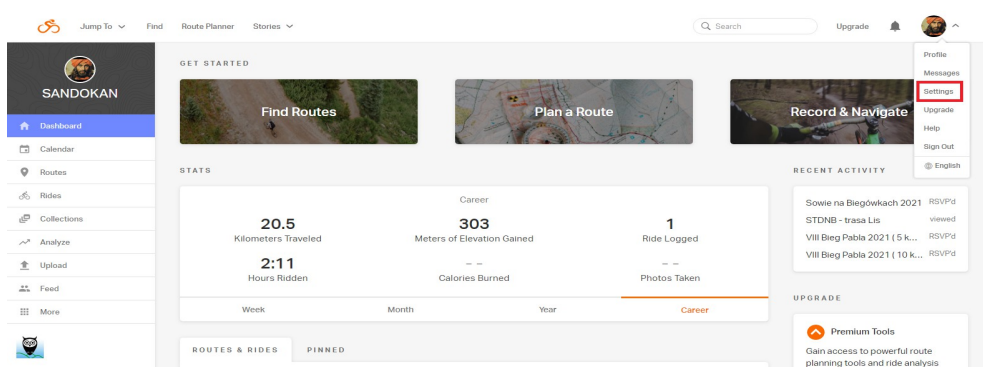 Jump To
Find
Route Planner
Stories
Search
Upgrade
SANDOKAN
Dashboard
Calendar
Routes
Rides
Collections
Analyze
Upload
Feed
More
GET STARTED
Find Routes
Plan a Route
Record & Navigate
Profile
Messages
Settings
Upgrade
Help
Sign Out
English
STATS
Career
20.5
Kilometers Traveled
303
Meters of Elevation Gained
1
Ride Logged
2:11
Hours Ridden
– –
Calories Burned
– –
Photos Taken
Week
Month
Year
Career
ROUTES & RIDES
PINNED
RECENT ACTIVITY
Sowie na Biegówkach 2021 RSVP'd
STDNB - trasa Lis viewed
VIII Bieg Pabla 2021 ( 5 k... RSVP'd
VIII Bieg Pabla 2021 ( 10 k... RSVP'd
UPGRADE
Premium Tools
Gain access to powerful route
planning tools and ride analysis